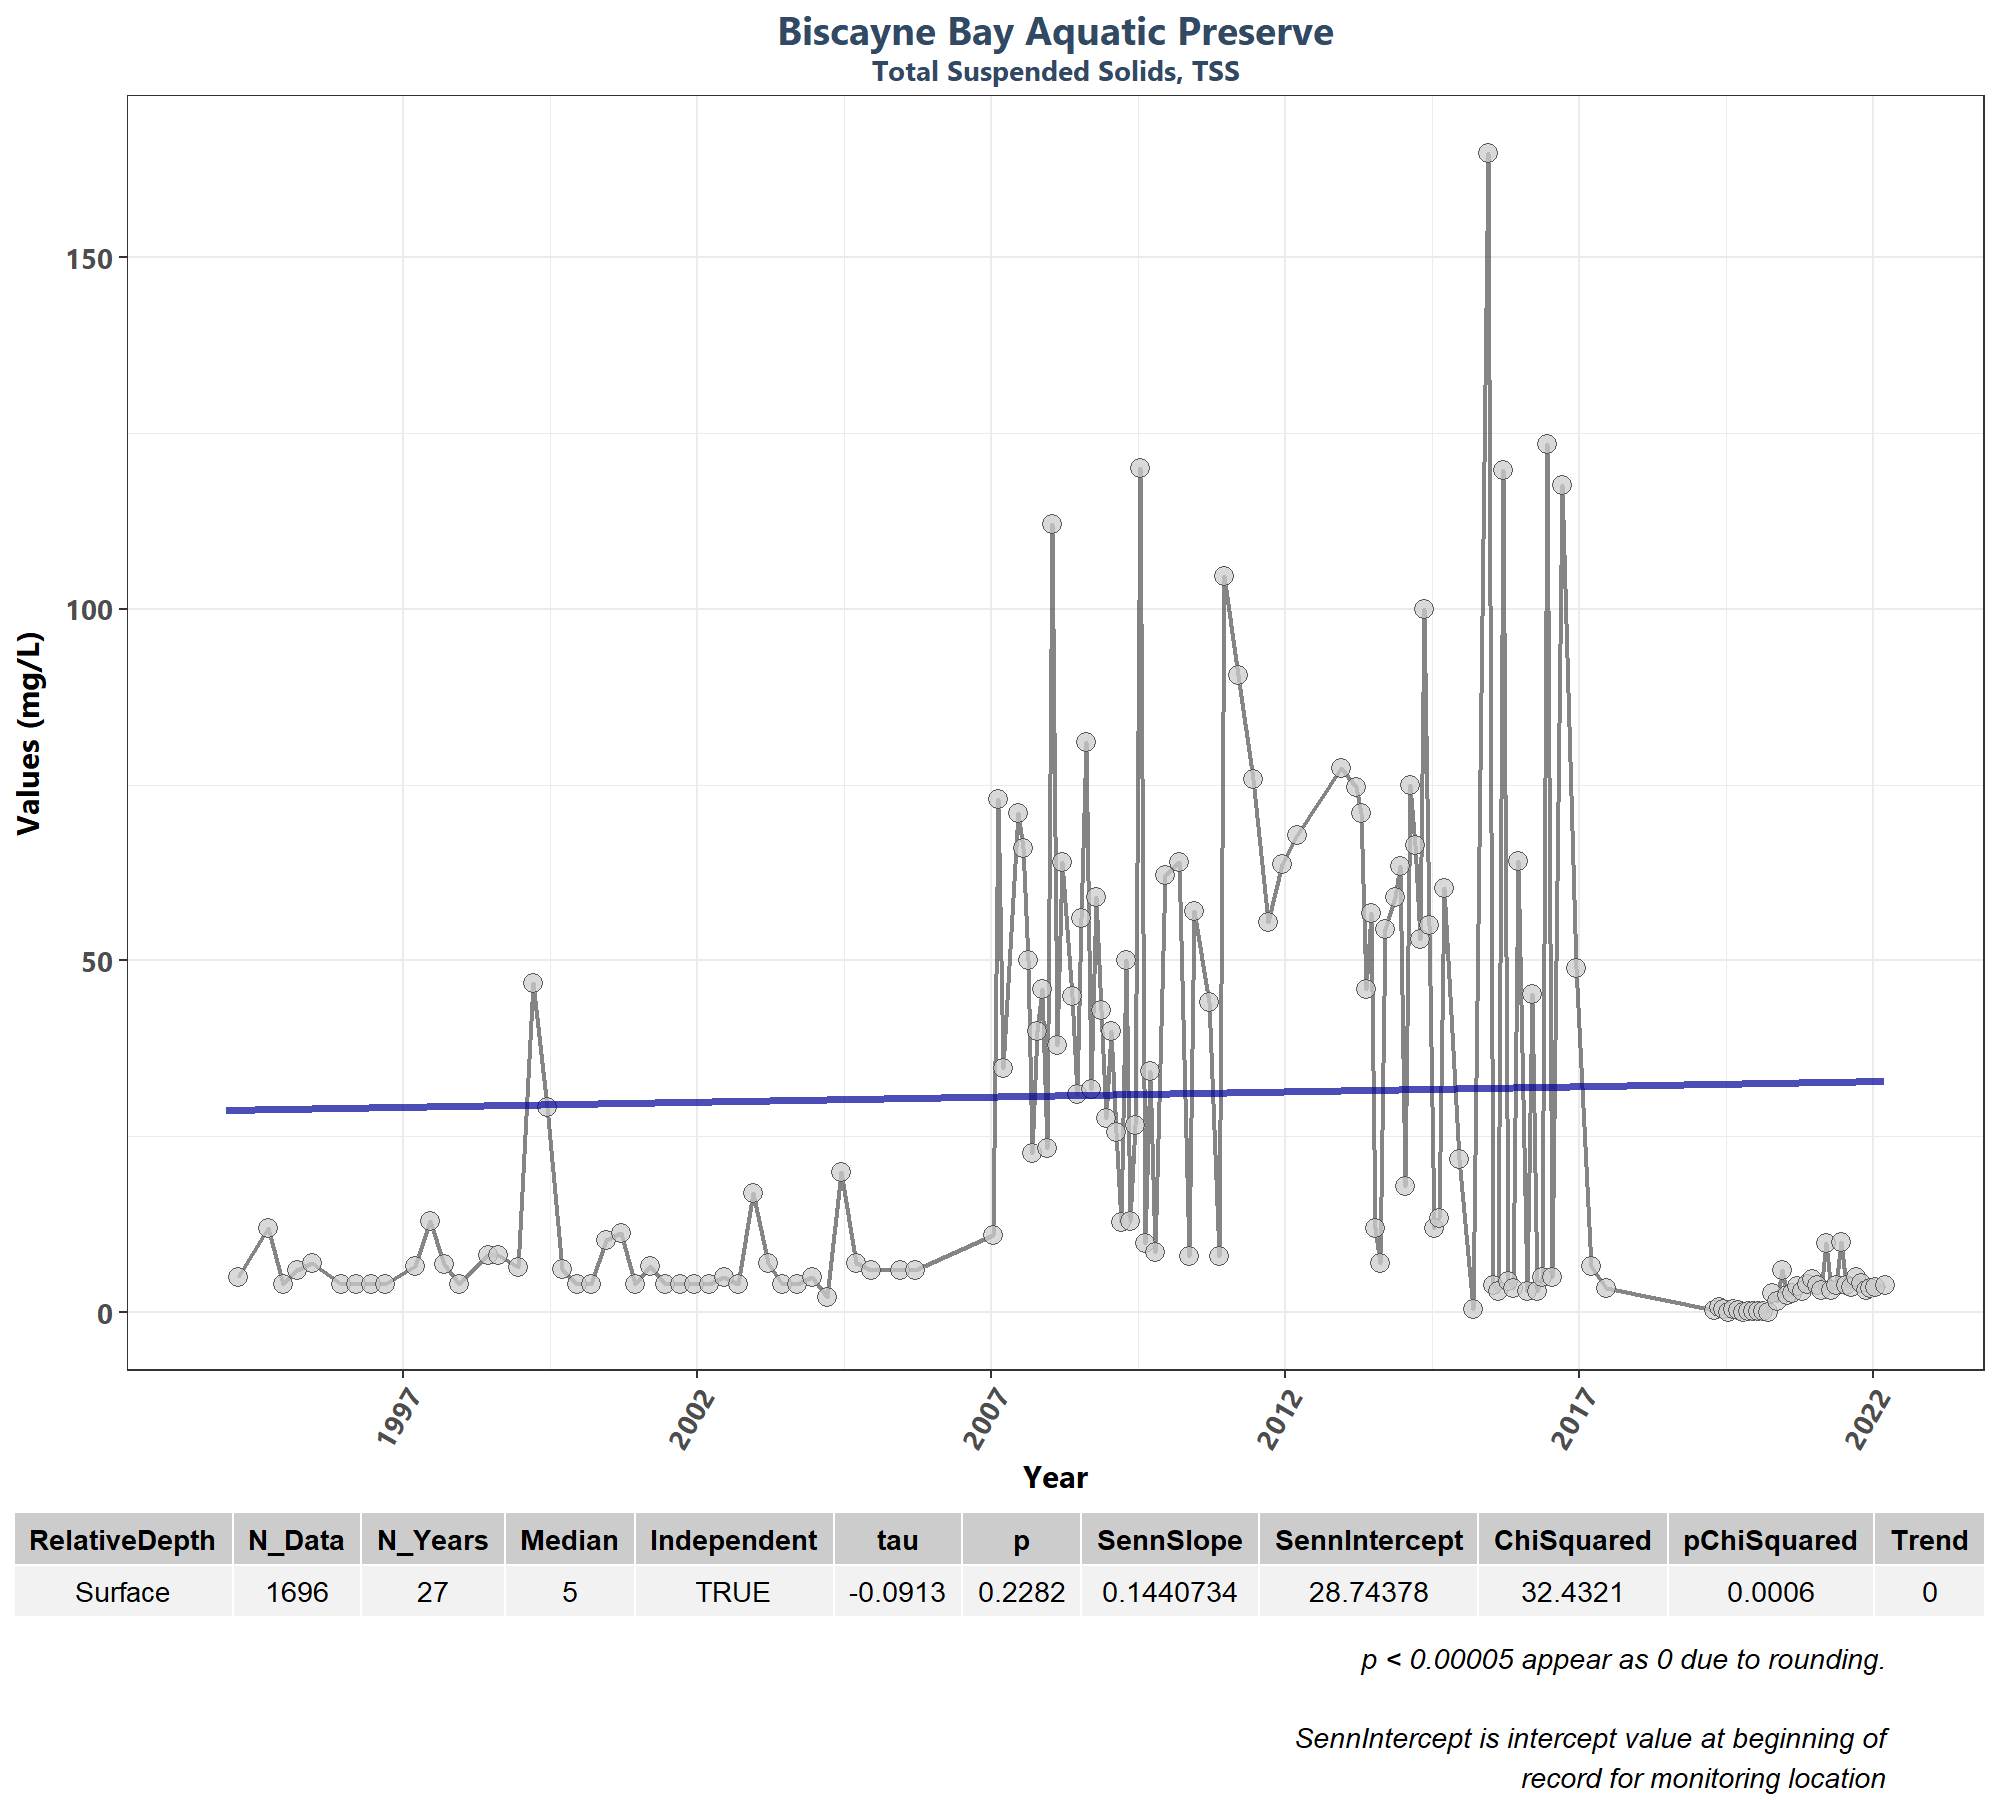 Biscayne Bay Aquatic Preserve
Total Suspended Solids, TSS
Values (mg/L)
150
100
50
0
1997 2002 2007 2012 2017 2022
Year
RelativeDepth N_Data N_Years Median Independent tau p SennSlope SennIntercept ChiSquared pChiSquared Trend
Surface 1696 27 5 TRUE -0.0913 0.2282 0.1440734 28.74378 32.4321 0.0006 0
p < 0.00005 appear as 0 due to rounding.
SennIntercept is intercept value at beginning of
record for monitoring location